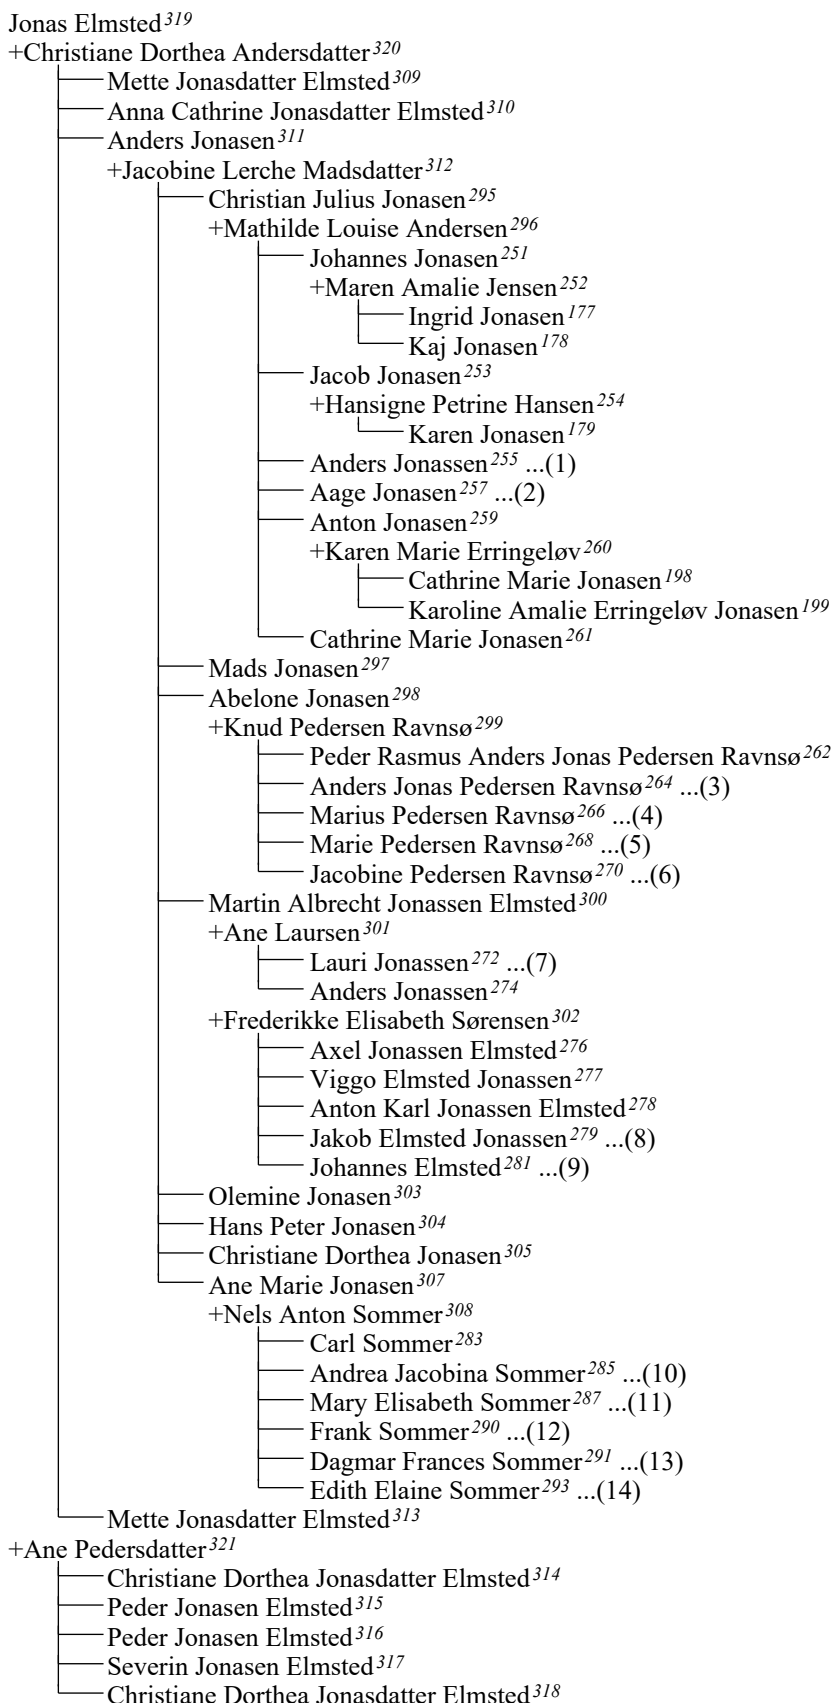 Jonas Elmsted319
+Christiane Dorthea Andersdatter320
Mette Jonasdatter Elmsted309
Anna Cathrine Jonasdatter Elmsted310
Anders Jonasen311
+Jacobine Lerche Madsdatter312
Christian Julius Jonasen295
+Mathilde Louise Andersen296
Johannes Jonasen251
+Maren Amalie Jensen252
Ingrid Jonasen177
Kaj Jonasen178
Jacob Jonasen253
+Hansigne Petrine Hansen254
Karen Jonasen179
Anders Jonassen255 ...(1)
Aage Jonasen257 ...(2)
Anton Jonasen259
+Karen Marie Erringeløv260
Cathrine Marie Jonasen198
Karoline Amalie Erringeløv Jonasen199
Cathrine Marie Jonasen261
Mads Jonasen297
Abelone Jonasen298
+Knud Pedersen Ravnsø299
Peder Rasmus Anders Jonas Pedersen Ravnsø262
Anders Jonas Pedersen Ravnsø264 ...(3)
Marius Pedersen Ravnsø266 ...(4)
Marie Pedersen Ravnsø268 ...(5)
Jacobine Pedersen Ravnsø270 ...(6)
Martin Albrecht Jonassen Elmsted300
+Ane Laursen301
Lauri Jonassen272 ...(7)
Anders Jonassen274
+Frederikke Elisabeth Sørensen302
Axel Jonassen Elmsted276
Viggo Elmsted Jonassen277
Anton Karl Jonassen Elmsted278
Jakob Elmsted Jonassen279 ...(8)
Johannes Elmsted281 ...(9)
Olemine Jonasen303
Hans Peter Jonasen304
Christiane Dorthea Jonasen305
Ane Marie Jonasen307
+Nels Anton Sommer308
Carl Sommer283
Andrea Jacobina Sommer285 ...(10)
Mary Elisabeth Sommer287 ...(11)
Frank Sommer290 ...(12)
Dagmar Frances Sommer291 ...(13)
Edith Elaine Sommer293 ...(14)
Mette Jonasdatter Elmsted313
+Ane Pedersdatter321
Christiane Dorthea Jonasdatter Elmsted314
Peder Jonasen Elmsted315
Peder Jonasen Elmsted316
Severin Jonasen Elmsted317
Christiane Dorthea Jonasdatter Elmsted318